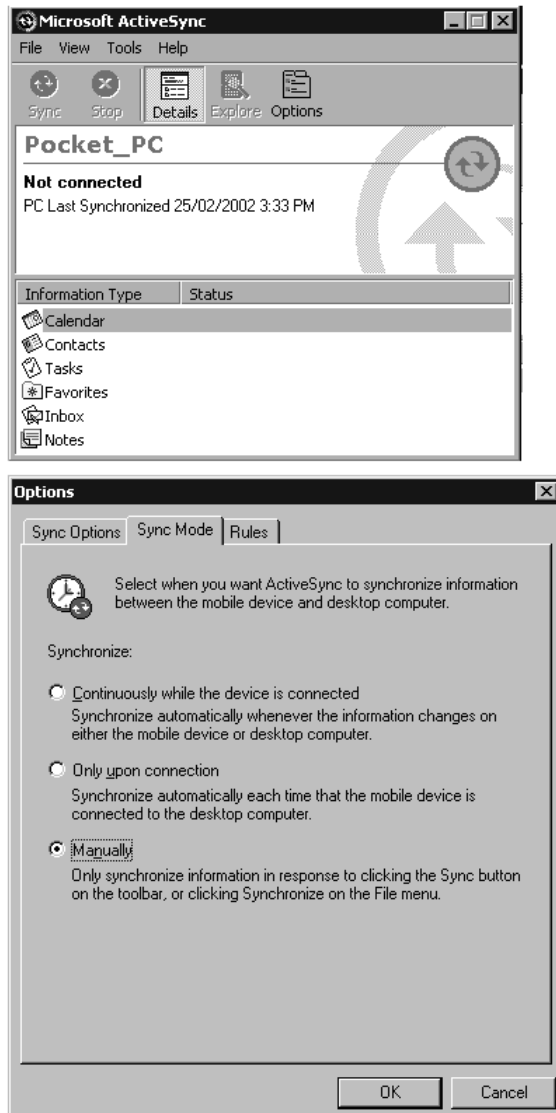 Microsoft ActiveSync
File View Tools Help
Sync Stop Details Explore Options
Pocket_PC
Not connected
PC Last Synchronized 25/02/2002 3:33 PM
Information Type Status
Calendar
Contacts
Tasks
Favorites
Inbox
Notes
Options
Sync Options Sync Mode Rules
Select when you want ActiveSync to synchronize information
between the mobile device and desktop computer.
Synchronize:
Continuously while the device is connected
Synchronize automatically whenever the information changes on
either the mobile device or desktop computer.
Only upon connection
Synchronize automatically each time that the mobile device is
connected to the desktop computer.
Manually
Only synchronize information in response to clicking the Sync button
on the toolbar, or clicking Synchronize on the File menu.
OK Cancel